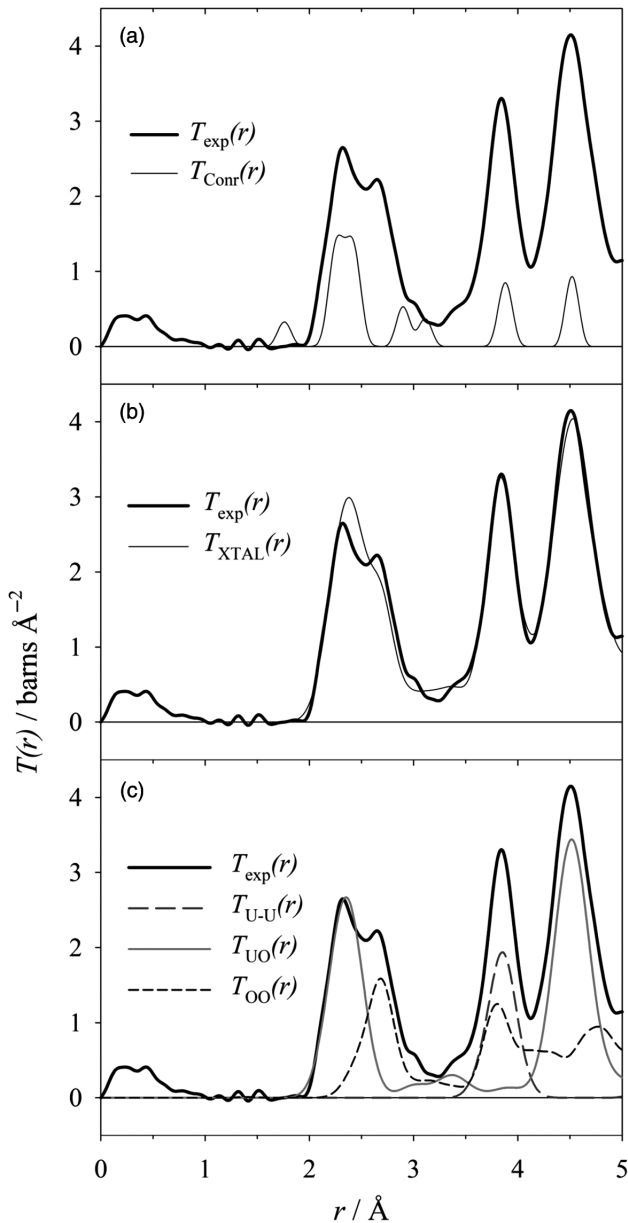 (a)
4
3
2
1
0
T_exp(r)
T_Conr(r)
(b)
4
3
2
1
0
T_exp(r)
T_XTAL(r)
T(r) / barns Å⁻²
(c)
4
3
2
1
0
T_exp(r)
T_U-U(r)
T_UO(r)
T_OO(r)
0 1 2 3 4 5
r / Å